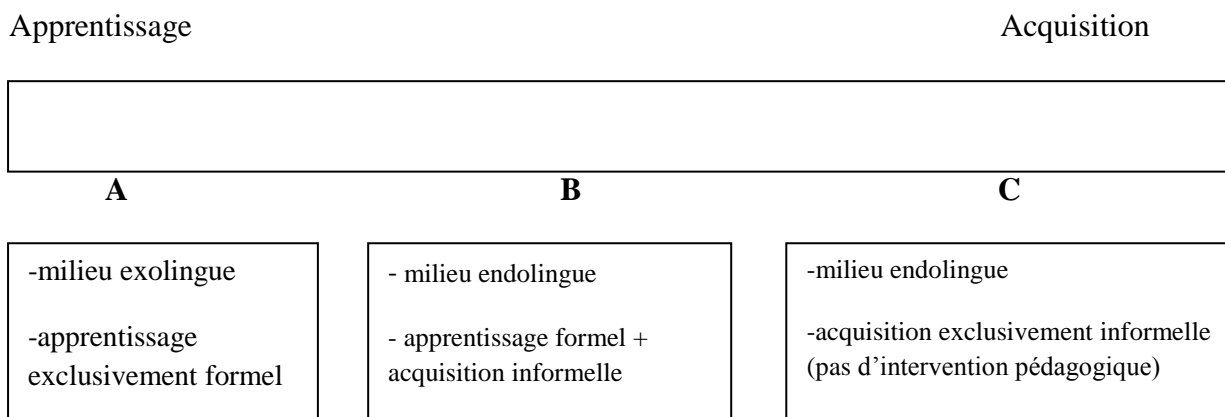 Apprentissage Acquisition
A B C
-milieu exolingue
-apprentissage
exclusivement formel
- milieu endolingue
- apprentissage formel +
acquisition informelle
-milieu endolingue
-acquisition exclusivement informelle
(pas d’intervention pédagogique)